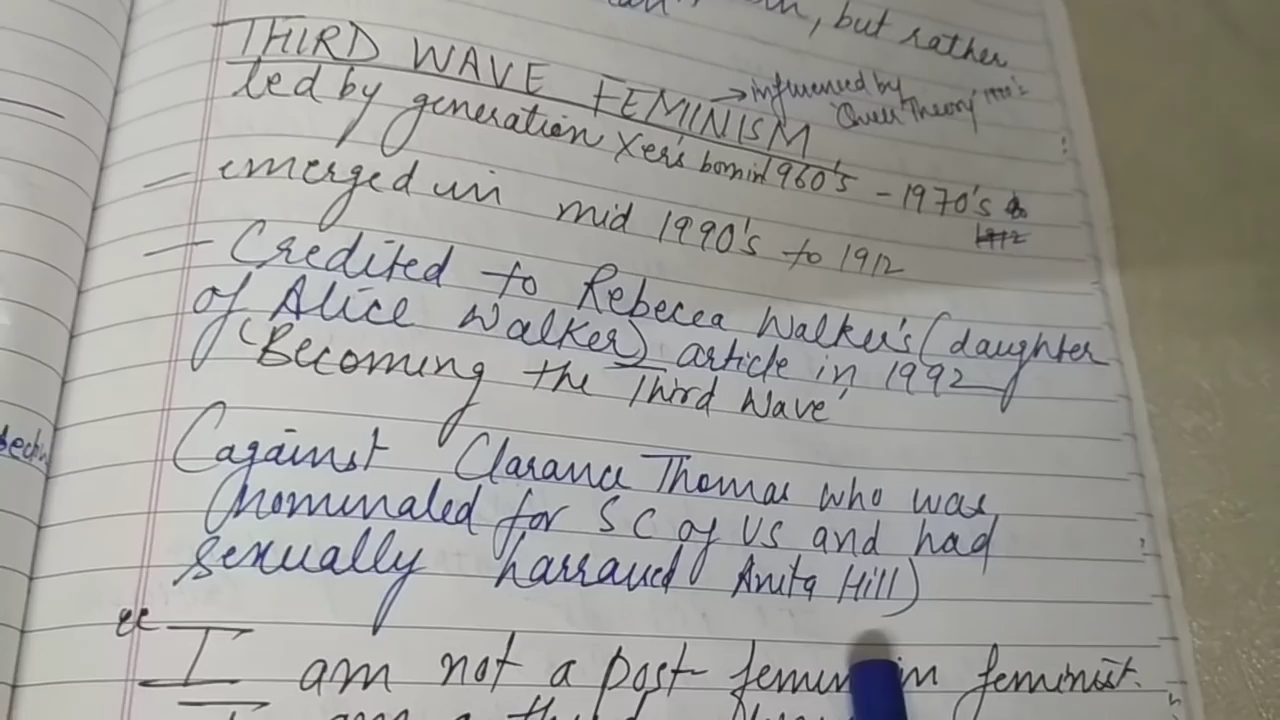 but rather
THIRD WAVE FEMINISM
→ influenced by
'Queer Theory' 1990's
led by generation Xer's born in 1960's - 1970's &
1912
- emerged in mid 1990's to 1912
- Credited to Rebecca Walker's (daughter
of Alice Walker) article in 1992
(Becoming the Third Wave'
(against Clarance Thomas who was
nominated for SC of US and had
sexually harrased Anita Hill)
"I am not a post- feminist.